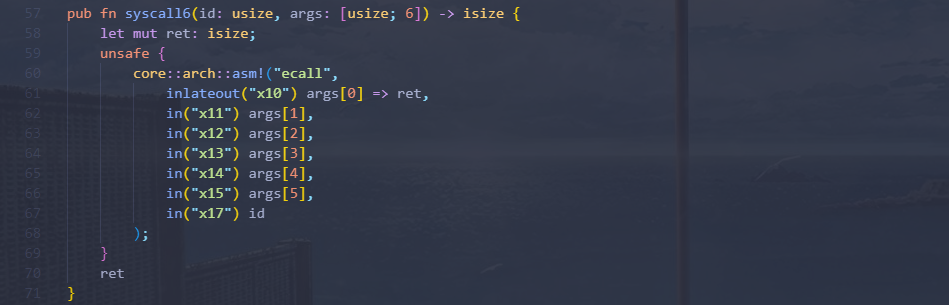 57 pub fn syscall6(id: usize, args: [usize; 6]) -> isize {
58     let mut ret: isize;
59     unsafe {
60         core::arch::asm!("ecall",
61             inlateout("x10") args[0] => ret,
62             in("x11") args[1],
63             in("x12") args[2],
64             in("x13") args[3],
65             in("x14") args[4],
66             in("x15") args[5],
67             in("x17") id
68         );
69     }
70     ret
71 }